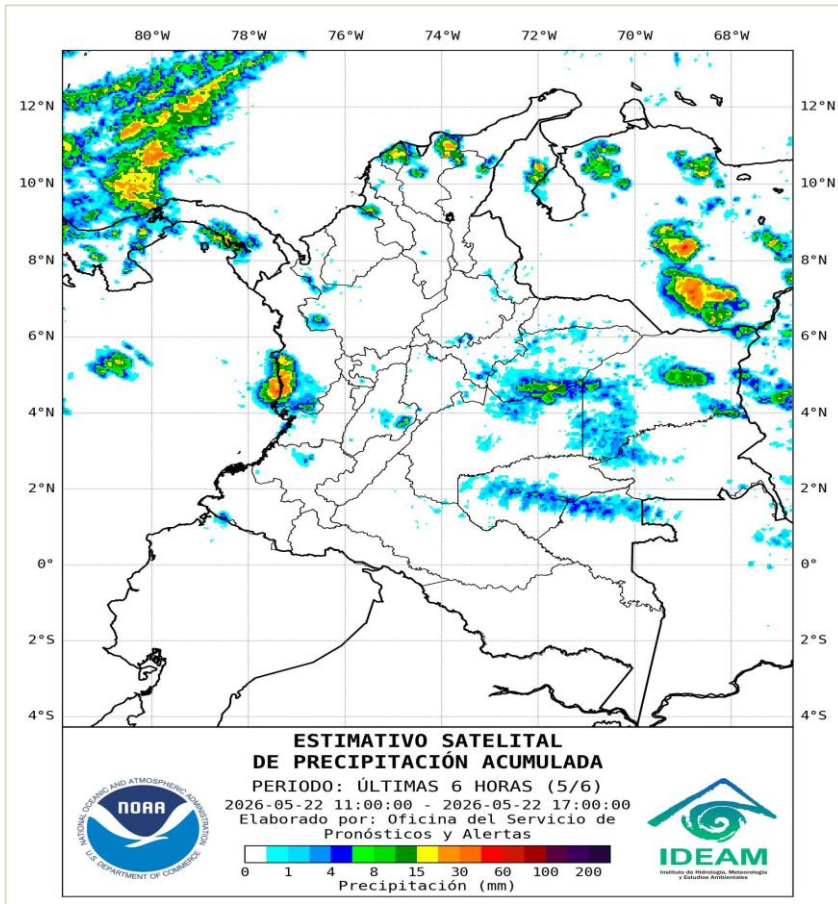 80°W 78°W 76°W 74°W 72°W 70°W 68°W
12°N 12°N
10°N 10°N
8°N 8°N
6°N 6°N
4°N 4°N
2°N 2°N
0° 0°
2°S 2°S
4°S 4°S
ESTIMATIVO SATELITAL
DE PRECIPITACIÓN ACUMULADA
PERIODO: ÚLTIMAS 6 HORAS (5/6)
2026-05-22 11:00:00 - 2026-05-22 17:00:00
Elaborado por: Oficina del Servicio de
Pronósticos y Alertas
0 1 4 8 15 30 60 100 200
Precipitación (mm)
NATIONAL OCEANIC AND ATMOSPHERIC ADMINISTRATION
NOAA
U.S. DEPARTMENT OF COMMERCE
IDEAM
Instituto de Hidrología, Meteorología
y Estudios Ambientales